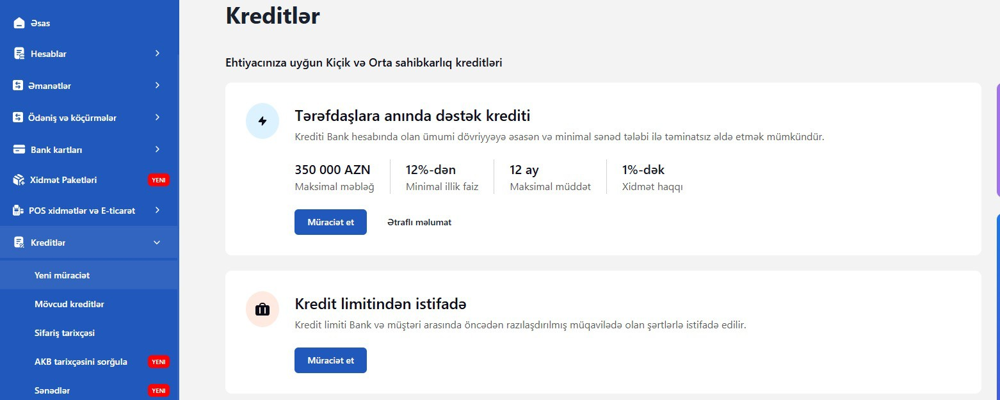 Əsas
Hesablar
Əmanətlər
Ödəniş və köçürmələr
Bank kartları
Xidmət Paketləri YENİ
POS xidmətlər və E-ticarət
Kreditlər
Yeni müraciət
Mövcud kreditlər
Sifariş tarixçəsi
AKB tarixçəsini sorğula YENİ
Sənədlər YENİ
Kreditlər
Ehtiyacınıza uyğun Kiçik və Orta sahibkarlıq kreditləri
Tərəfdaşlara anında dəstək krediti
Krediti Bank hesabında olan ümumi dövriyyəyə əsasən və minimal sənəd tələbi ilə təminatsız əldə etmək mümkündür.
350 000 AZN
Maksimal məbləğ
12%-dən
Minimal illik faiz
12 ay
Maksimal müddət
1%-dək
Xidmət haqqı
Müraciət et
Ətraflı məlumat
Kredit limitindən istifadə
Kredit limiti Bank və müştəri arasında öncədən razılaşdırılmış müqavilədə olan şərtlərlə istifadə edilir.
Müraciət et